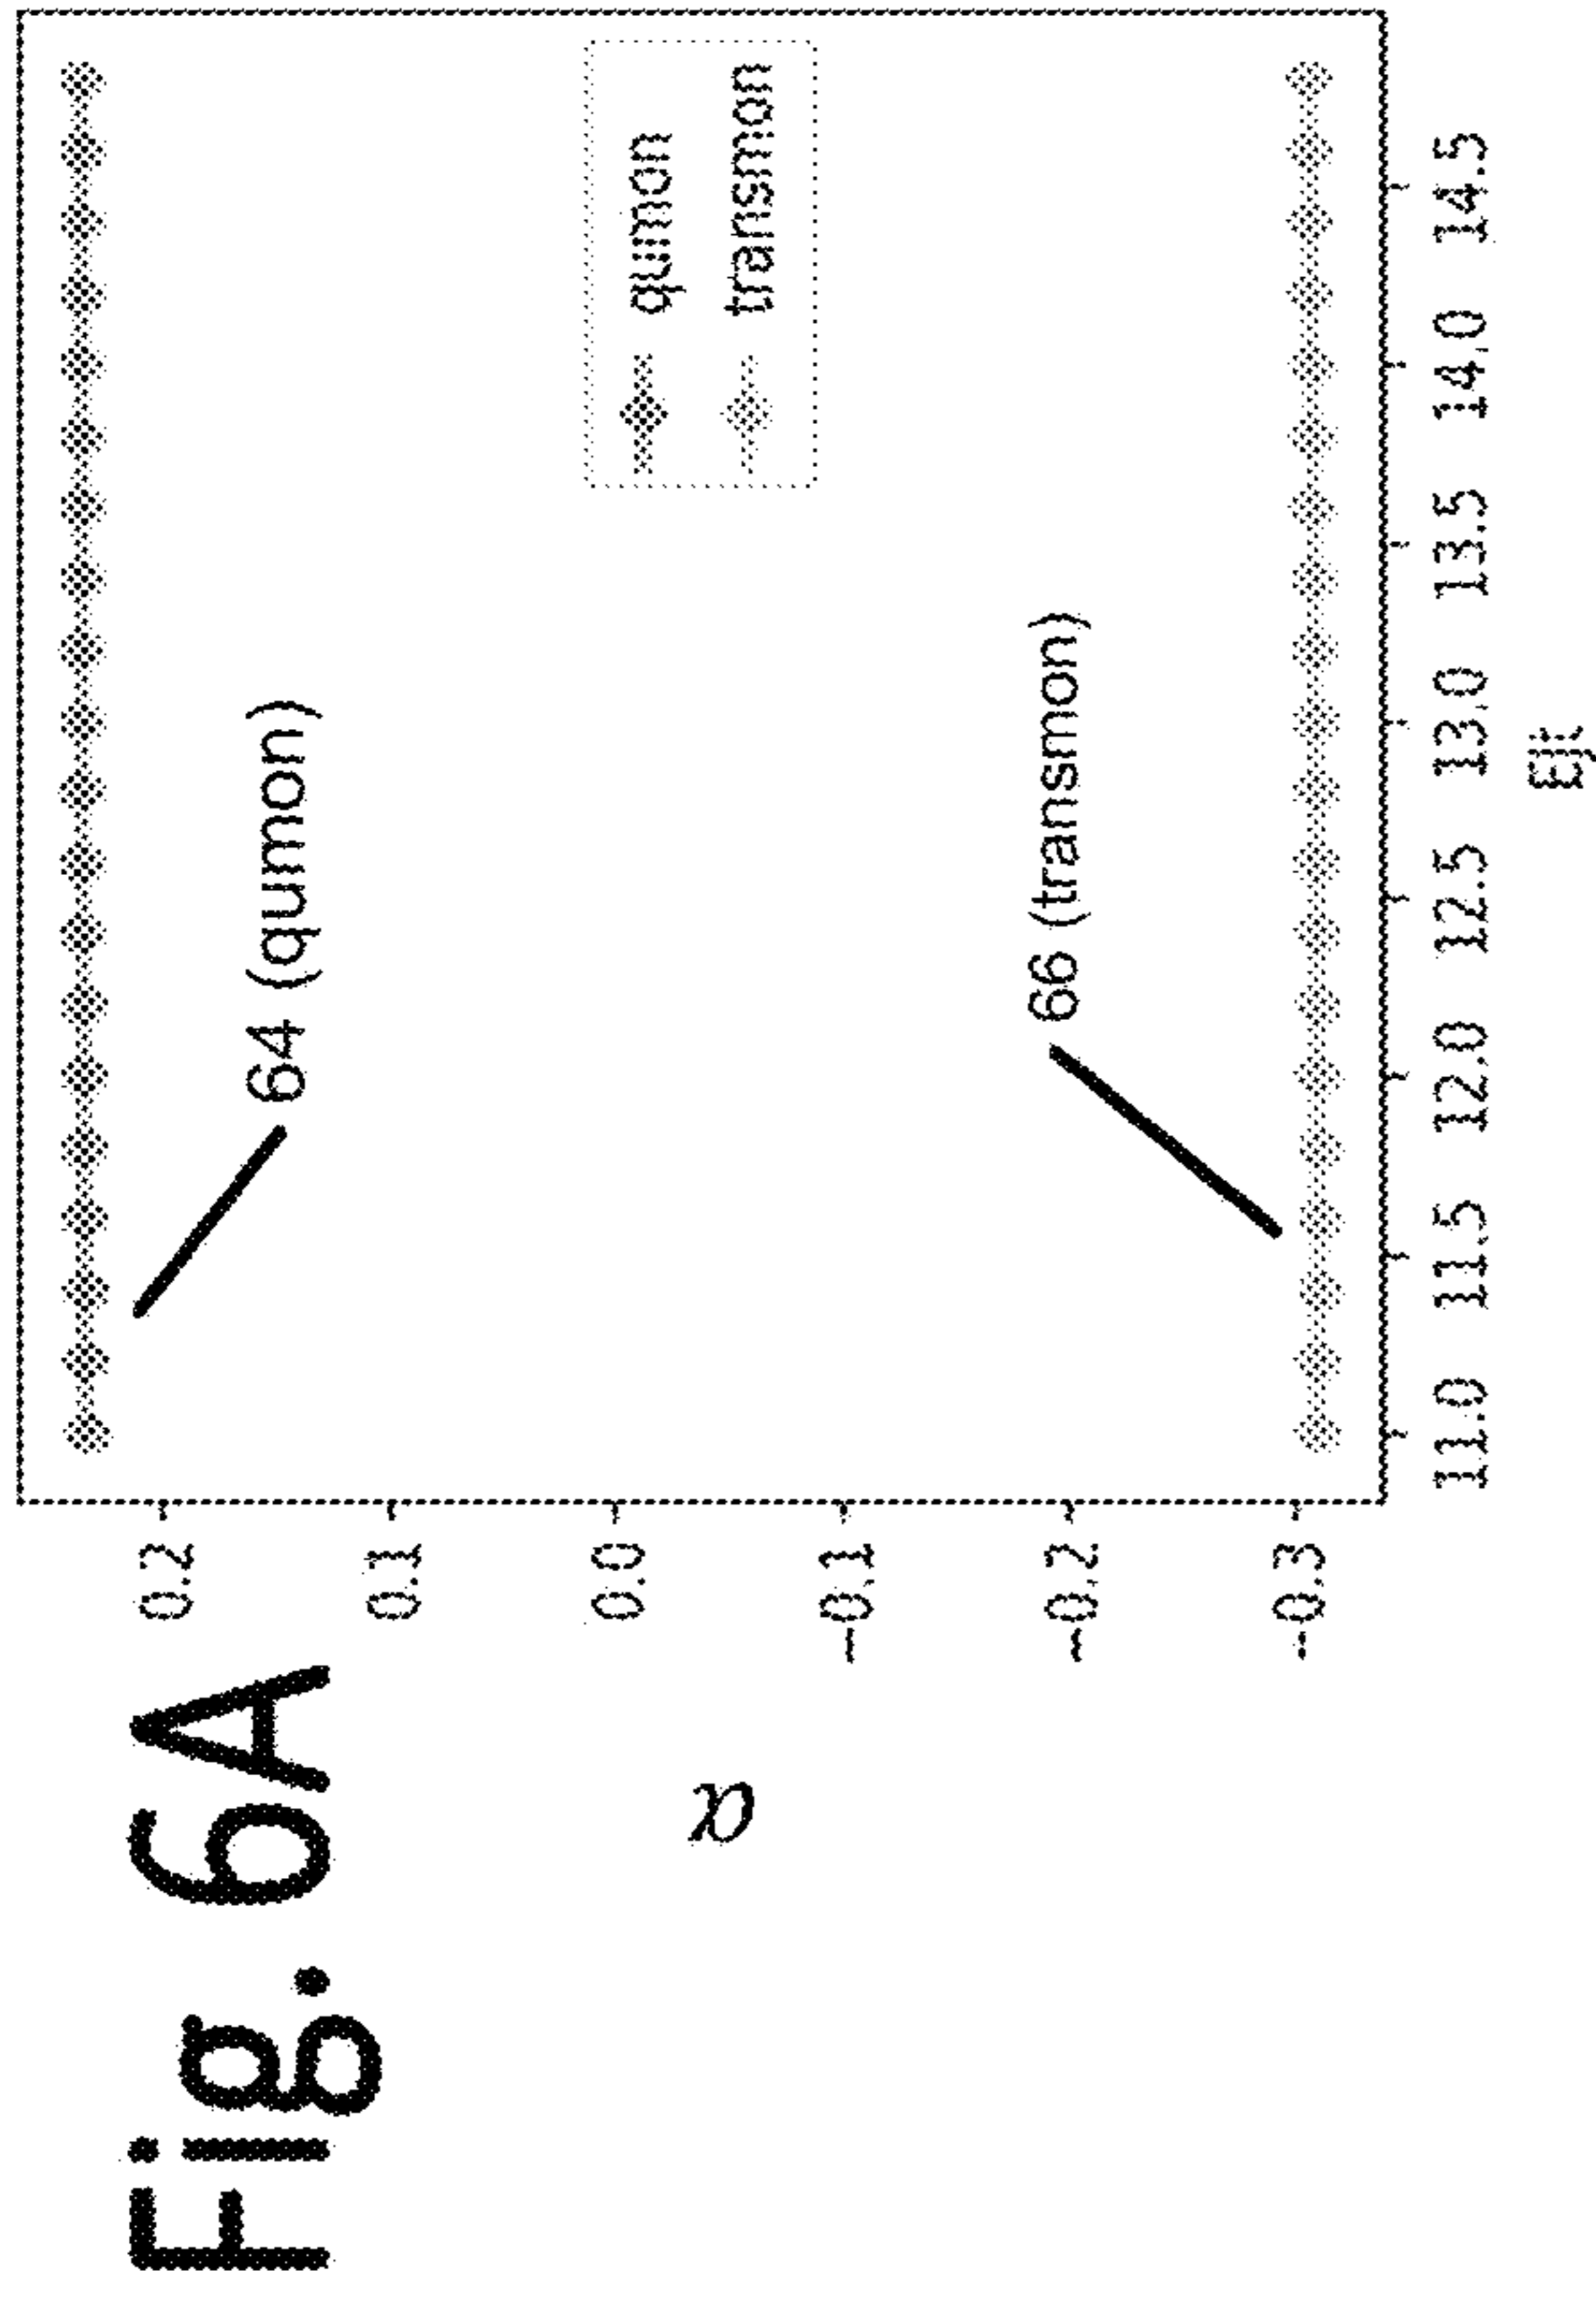 Fig. 6A
α
0.2
0.1
0.0
-0.1
-0.2
-0.3
64 (qumon)
66 (transmon)
qumon
transmon
11.0 11.5 12.0 12.5 13.0 13.5 14.0 14.5
EJt